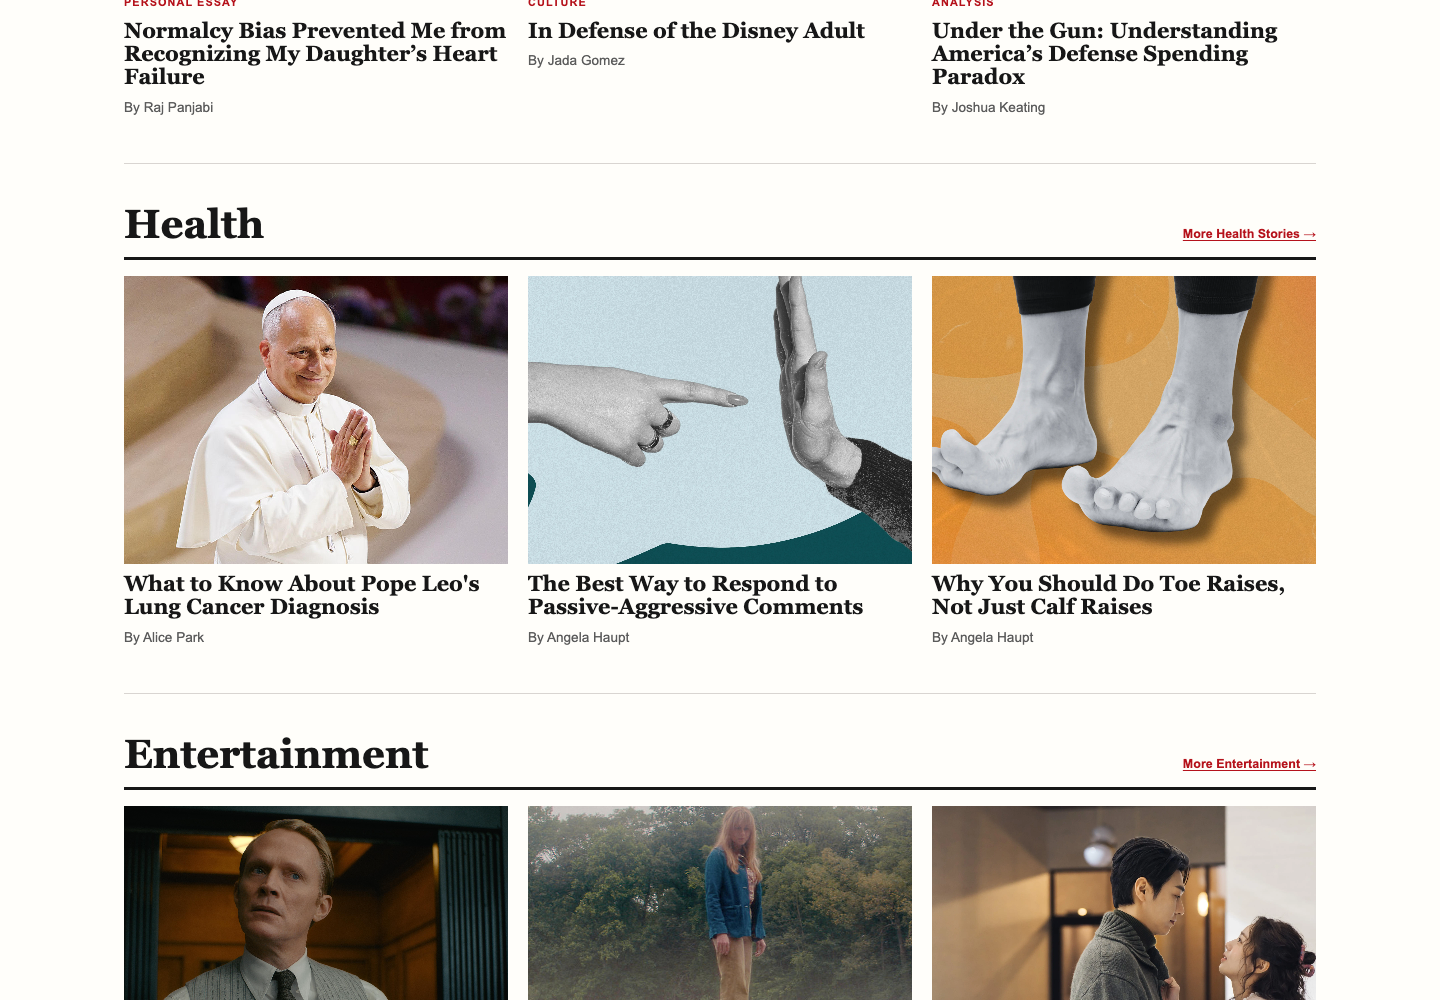 PERSONAL ESSAY
Normalcy Bias Prevented Me from
Recognizing My Daughter’s Heart
Failure
By Raj Panjabi
CULTURE
In Defense of the Disney Adult
By Jada Gomez
ANALYSIS
Under the Gun: Understanding
America’s Defense Spending
Paradox
By Joshua Keating
Health
More Health Stories →
What to Know About Pope Leo's
Lung Cancer Diagnosis
By Alice Park
The Best Way to Respond to
Passive-Aggressive Comments
By Angela Haupt
Why You Should Do Toe Raises,
Not Just Calf Raises
By Angela Haupt
Entertainment
More Entertainment →